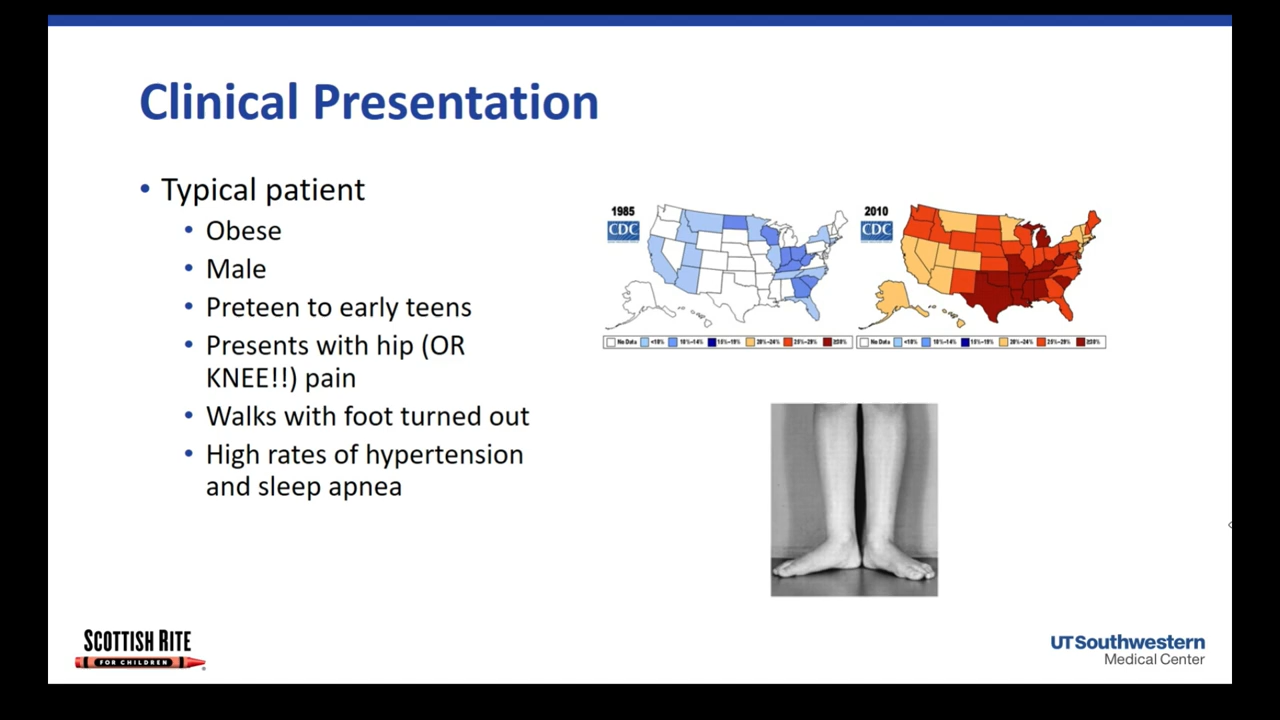 Clinical Presentation
• Typical patient
• Obese
• Male
• Preteen to early teens
• Presents with hip (OR
KNEE!!) pain
• Walks with foot turned out
• High rates of hypertension
and sleep apnea
1985
CDC
2010
CDC
No Data <10% 10%–14% 15%–19% 20%–24% 25%–29% ≥30%
No Data <10% 10%–14% 15%–19% 20%–24% 25%–29% ≥30%
SCOTTISH RITE
FOR CHILDREN
UTSouthwestern
Medical Center